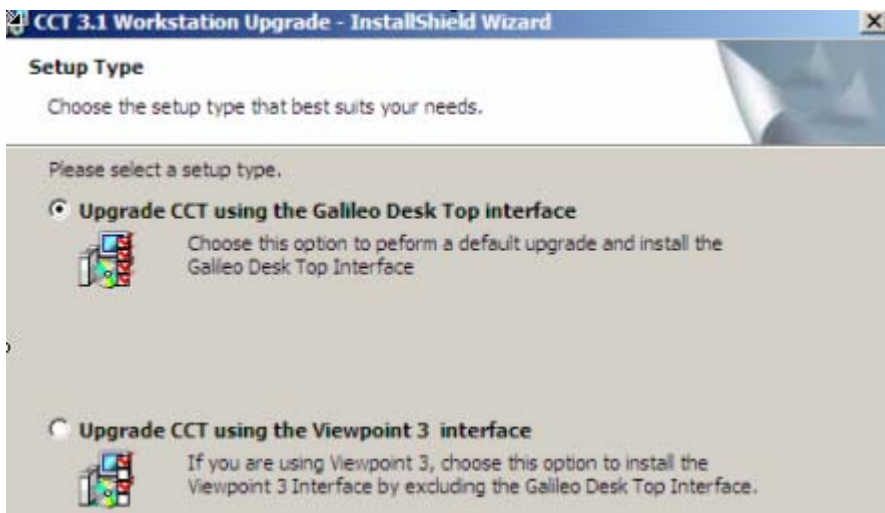 CCT 3.1 Workstation Upgrade - InstallShield Wizard
Setup Type
Choose the setup type that best suits your needs.
Please select a setup type.
Upgrade CCT using the Galileo Desk Top interface
Choose this option to peform a default upgrade and install the
Galileo Desk Top Interface
Upgrade CCT using the Viewpoint 3 interface
If you are using Viewpoint 3, choose this option to install the
Viewpoint 3 Interface by excluding the Galileo Desk Top Interface.